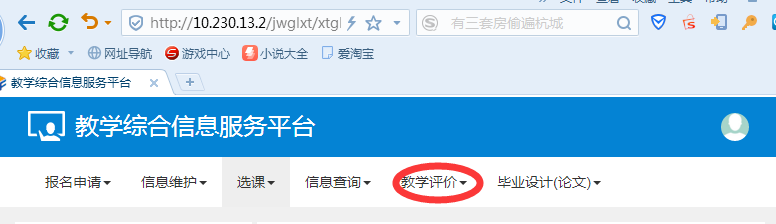 http://10.230.13.2/jwglxt/xtgl
有三套房偷遍杭城
收藏 网址导航 游戏中心 小说大全 爱淘宝
教学综合信息服务平台
教学综合信息服务平台
报名申请 信息维护 选课 信息查询 教学评价 毕业设计(论文)